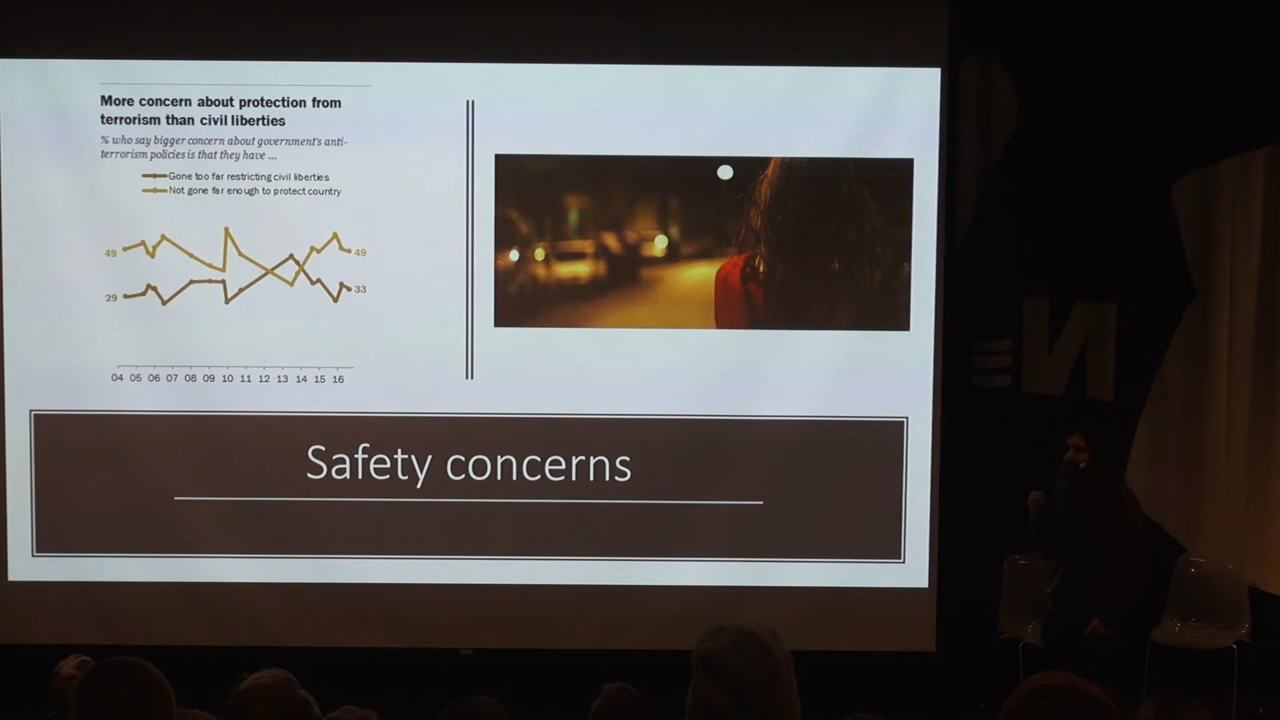 More concern about protection from
terrorism than civil liberties
% who say bigger concern about government's anti-
terrorism policies is that they have ...
Gone too far restricting civil liberties
Not gone far enough to protect country
49
49
29
33
04 05 06 07 08 09 10 11 12 13 14 15 16
Safety concerns
N